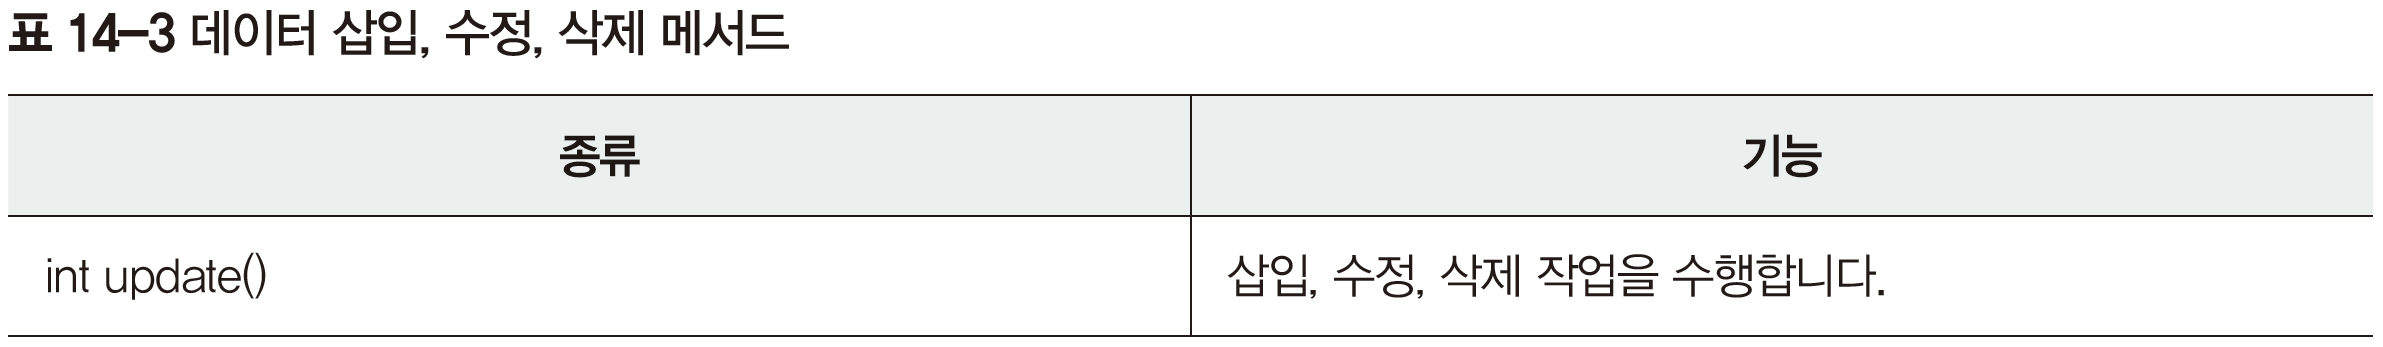 표 14-3 데이터 삽입, 수정, 삭제 메서드
종류 기능
int update() 삽입, 수정, 삭제 작업을 수행합니다.